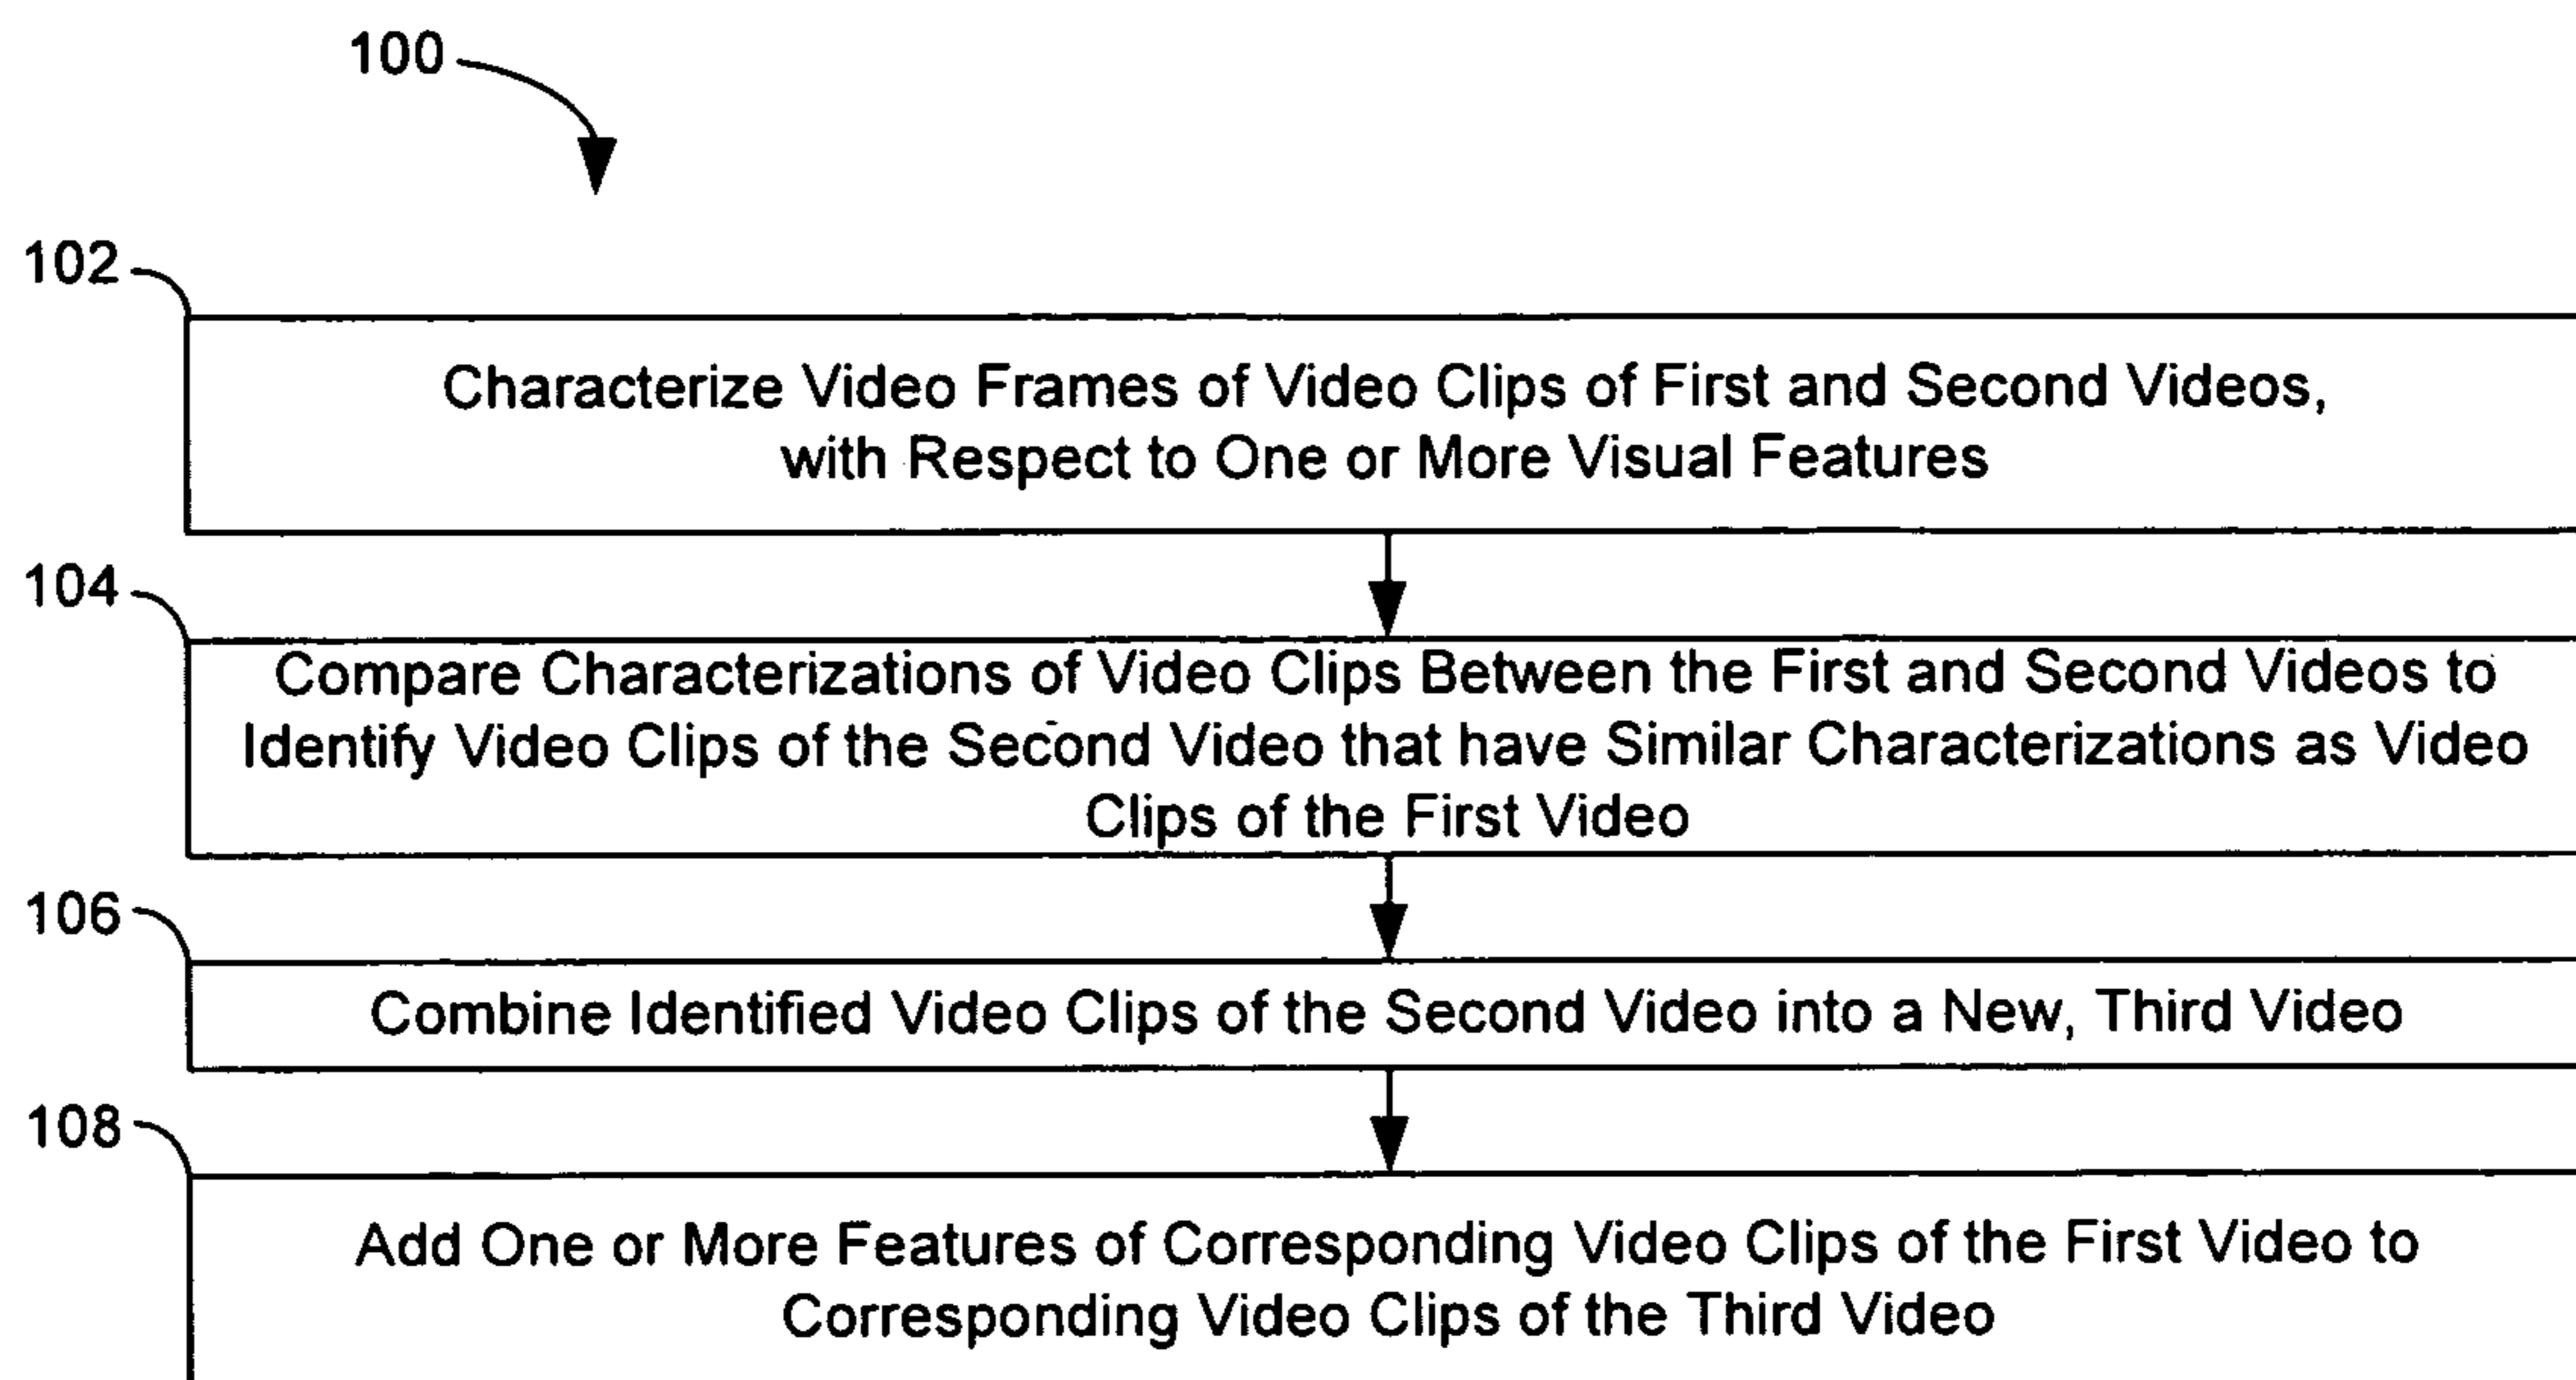 100
102
Characterize Video Frames of Video Clips of First and Second Videos,
with Respect to One or More Visual Features
104
Compare Characterizations of Video Clips Between the First and Second Videos to
Identify Video Clips of the Second Video that have Similar Characterizations as Video
Clips of the First Video
106
Combine Identified Video Clips of the Second Video into a New, Third Video
108
Add One or More Features of Corresponding Video Clips of the First Video to
Corresponding Video Clips of the Third Video